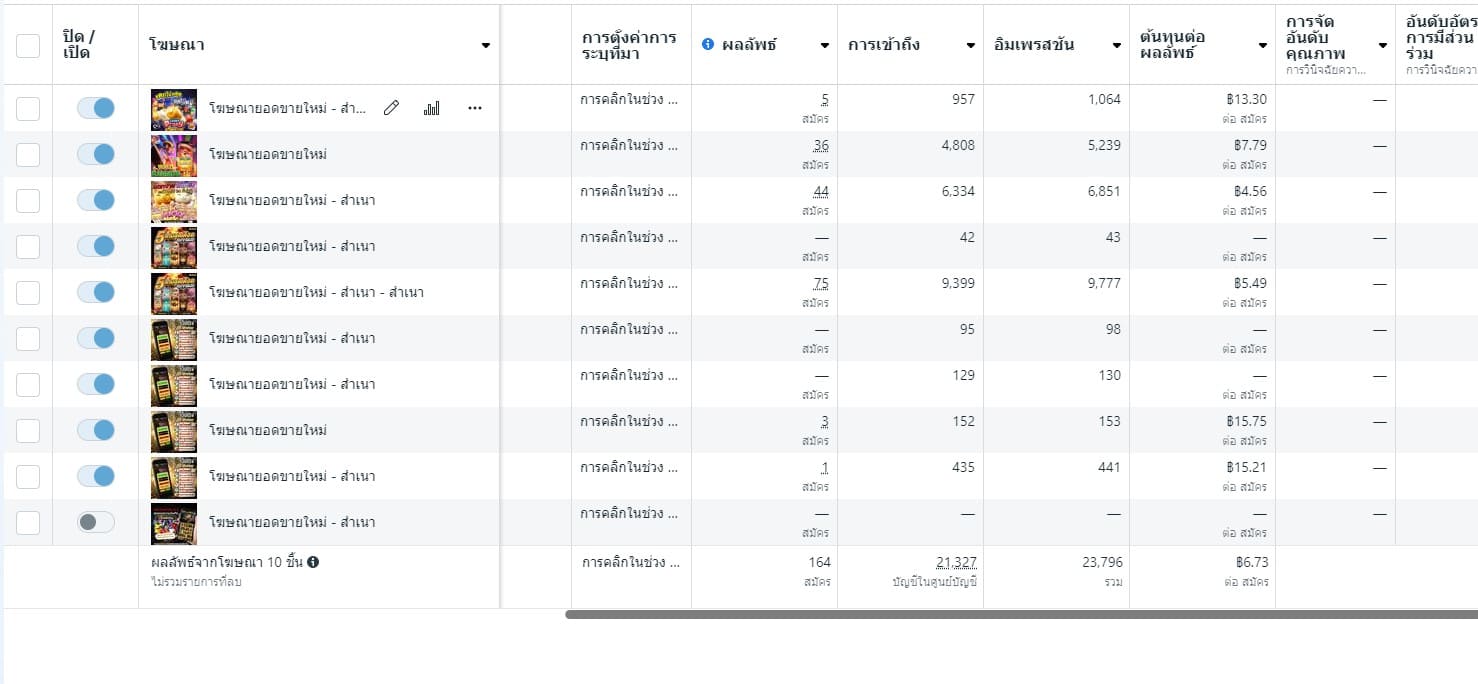 ปิด /
เปิด
โฆษณา
การตั้งค่าการ
ระบุที่มา
ผลลัพธ์
การเข้าถึง
อิมเพรสชัน
ต้นทุนต่อ
ผลลัพธ์
การจัด
อันดับ
คุณภาพ
การวินิจฉัยควา...
อันดับอัตร
การมีส่วน
ร่วม
การวินิจฉัยควา
โฆษณายอดขายใหม่ - สำเ... การคลิกในช่วง ... 5 957 1,064 ฿13.30 —
สมัคร ต่อ สมัคร
โฆษณายอดขายใหม่ การคลิกในช่วง ... 36 4,808 5,239 ฿7.79 —
สมัคร ต่อ สมัคร
โฆษณายอดขายใหม่ - สำเนา การคลิกในช่วง ... 44 6,334 6,851 ฿4.56 —
สมัคร ต่อ สมัคร
โฆษณายอดขายใหม่ - สำเนา การคลิกในช่วง ... — 42 43 — —
สมัคร ต่อ สมัคร
โฆษณายอดขายใหม่ - สำเนา - สำเนา การคลิกในช่วง ... 75 9,399 9,777 ฿5.49 —
สมัคร ต่อ สมัคร
โฆษณายอดขายใหม่ - สำเนา การคลิกในช่วง ... — 95 98 — —
สมัคร ต่อ สมัคร
โฆษณายอดขายใหม่ - สำเนา การคลิกในช่วง ... — 129 130 — —
สมัคร ต่อ สมัคร
โฆษณายอดขายใหม่ การคลิกในช่วง ... 3 152 153 ฿15.75 —
สมัคร ต่อ สมัคร
โฆษณายอดขายใหม่ - สำเนา การคลิกในช่วง ... 1 435 441 ฿15.21 —
สมัคร ต่อ สมัคร
โฆษณายอดขายใหม่ - สำเนา การคลิกในช่วง ... — — — — —
สมัคร ต่อ สมัคร
ผลลัพธ์จากโฆษณา 10 ชิ้น การคลิกในช่วง ... 164 21,327 23,796 ฿6.73
ไม่รวมรายการที่ลบ สมัคร บัญชีในศูนย์บัญชี รวม ต่อ สมัคร